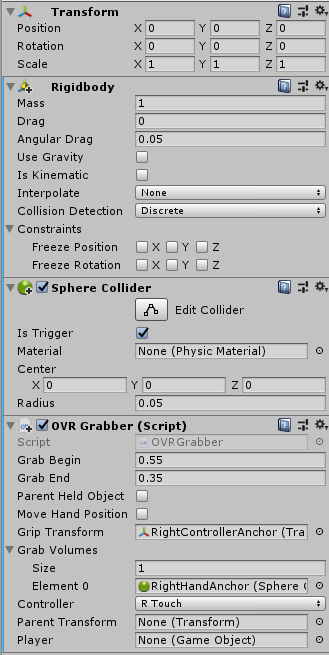 Transform
Position X 0 Y 0 Z 0
Rotation X 0 Y 0 Z 0
Scale X 1 Y 1 Z 1
Rigidbody
Mass 1
Drag 0
Angular Drag 0.05
Use Gravity
Is Kinematic
Interpolate None
Collision Detection Discrete
Constraints
Freeze Position X Y Z
Freeze Rotation X Y Z
Sphere Collider
Edit Collider
Is Trigger
Material None (Physic Material)
Center
X 0 Y 0 Z 0
Radius 0.05
OVR Grabber (Script)
Script OVRGrabber
Grab Begin 0.55
Grab End 0.35
Parent Held Object
Move Hand Position
Grip Transform RightControllerAnchor (Tra
Grab Volumes
Size 1
Element 0 RightHandAnchor (Sphere C
Controller R Touch
Parent Transform None (Transform)
Player None (Game Object)